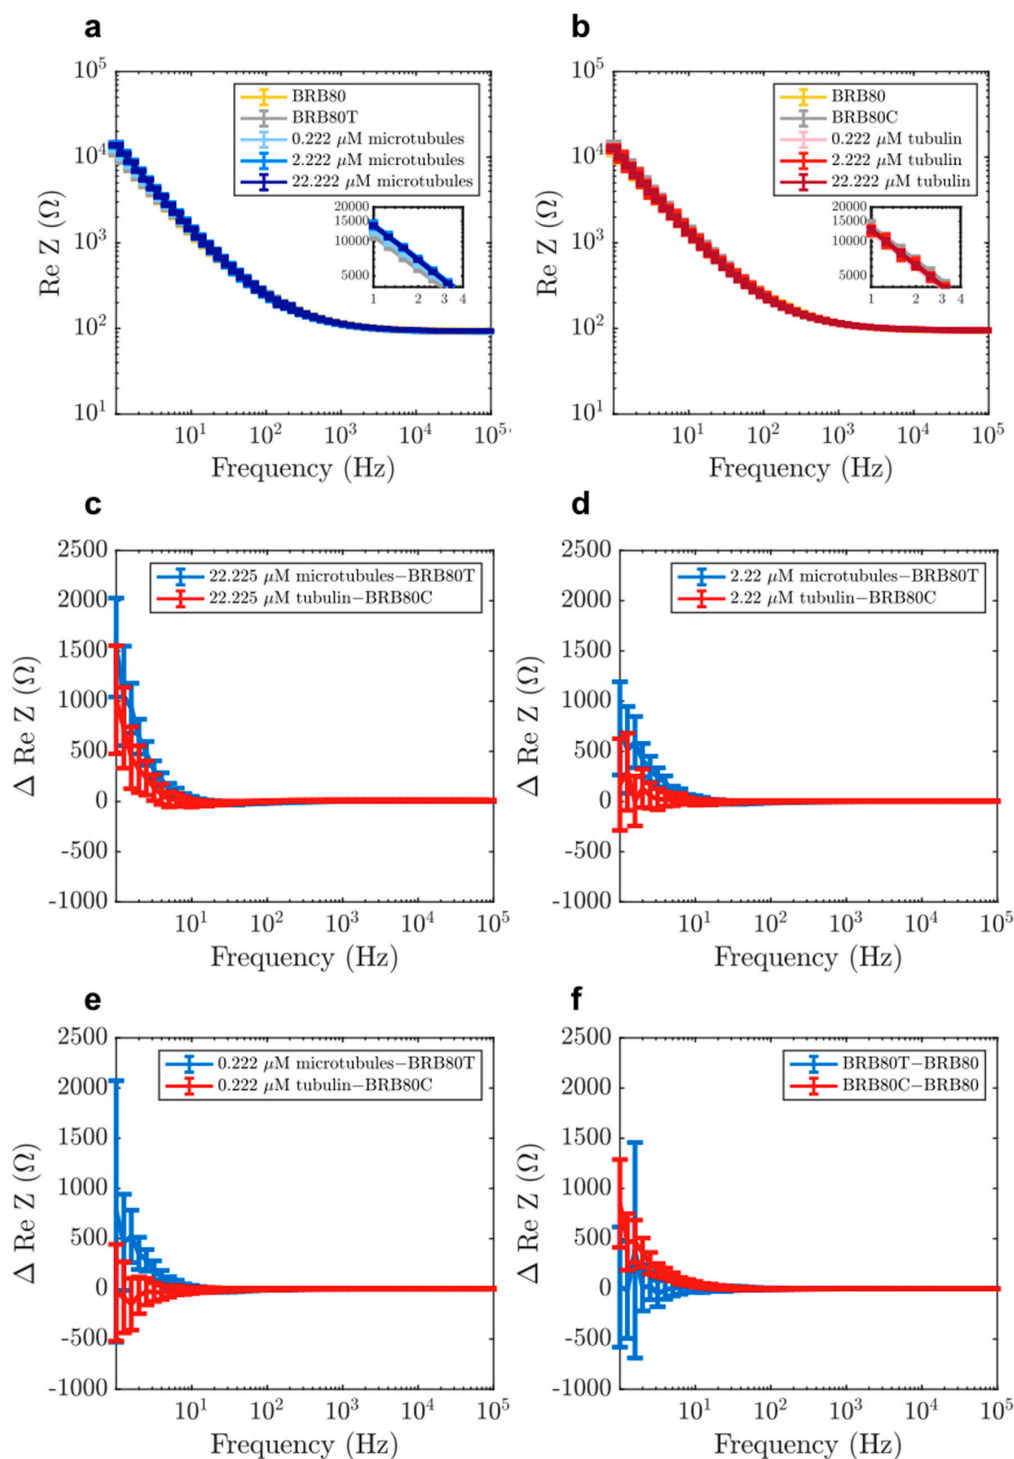 a
10^5
10^4
10^3
10^2
10^1
Re Z (Ω)
BRB80
BRB80T
0.222 μM microtubules
2.222 μM microtubules
22.222 μM microtubules
20000
15000
10000
5000
1 2 3 4
10^1 10^2 10^3 10^4 10^5
Frequency (Hz)
b
10^5
10^4
10^3
10^2
10^1
Re Z (Ω)
BRB80
BRB80C
0.222 μM tubulin
2.222 μM tubulin
22.222 μM tubulin
20000
15000
10000
5000
1 2 3 4
10^1 10^2 10^3 10^4 10^5
Frequency (Hz)
c
2500
2000
1500
1000
500
0
-500
-1000
Δ Re Z (Ω)
22.225 μM microtubules−BRB80T
22.225 μM tubulin−BRB80C
10^1 10^2 10^3 10^4 10^5
Frequency (Hz)
d
2500
2000
1500
1000
500
0
-500
-1000
Δ Re Z (Ω)
2.22 μM microtubules−BRB80T
2.22 μM tubulin−BRB80C
10^1 10^2 10^3 10^4 10^5
Frequency (Hz)
e
2500
2000
1500
1000
500
0
-500
-1000
Δ Re Z (Ω)
0.222 μM microtubules−BRB80T
0.222 μM tubulin−BRB80C
10^1 10^2 10^3 10^4 10^5
Frequency (Hz)
f
2500
2000
1500
1000
500
0
-500
-1000
Δ Re Z (Ω)
BRB80T−BRB80
BRB80C−BRB80
10^1 10^2 10^3 10^4 10^5
Frequency (Hz)